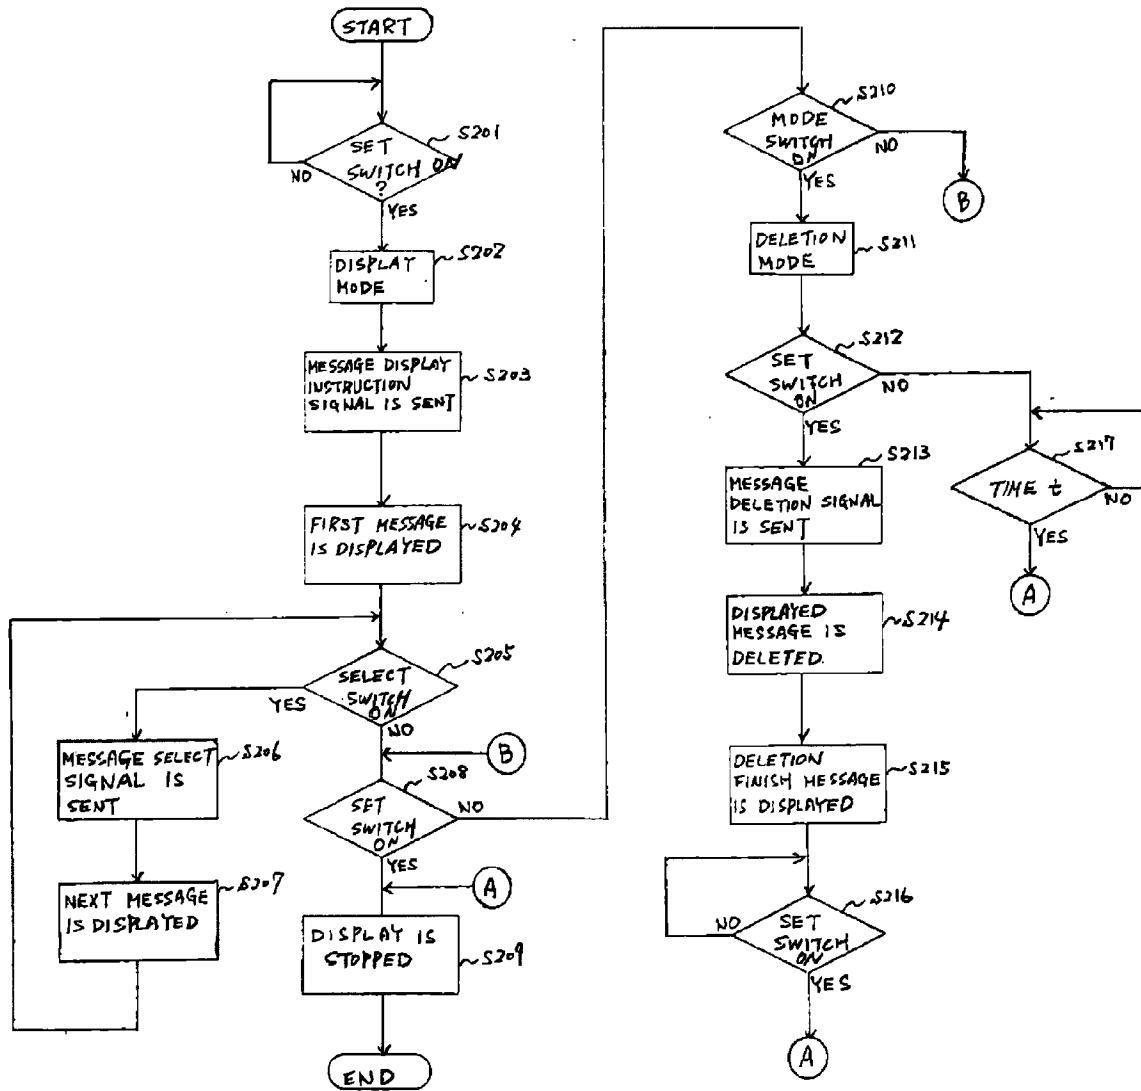 START
S201
SET
SWITCH ON
?
NO
YES
S202
DISPLAY
MODE
S203
MESSAGE DISPLAY
INSTRUCTION
SIGNAL IS SENT
S204
FIRST MESSAGE
IS DISPLAYED
S205
SELECT
SWITCH
ON
YES
NO
S206
MESSAGE SELECT
SIGNAL IS
SENT
S207
NEXT MESSAGE
IS DISPLAYED
B
S208
SET
SWITCH
ON
NO
YES
A
S209
DISPLAY IS
STOPPED
END
S210
MODE
SWITCH
ON
NO
YES
B
S211
DELETION
MODE
S212
SET
SWITCH
ON
NO
YES
S217
TIME t
NO
YES
A
S213
MESSAGE
DELETION SIGNAL
IS SENT
S214
DISPLAYED
MESSAGE IS
DELETED.
S215
DELETION
FINISH MESSAGE
IS DISPLAYED
S216
SET
SWITCH
ON
NO
YES
A